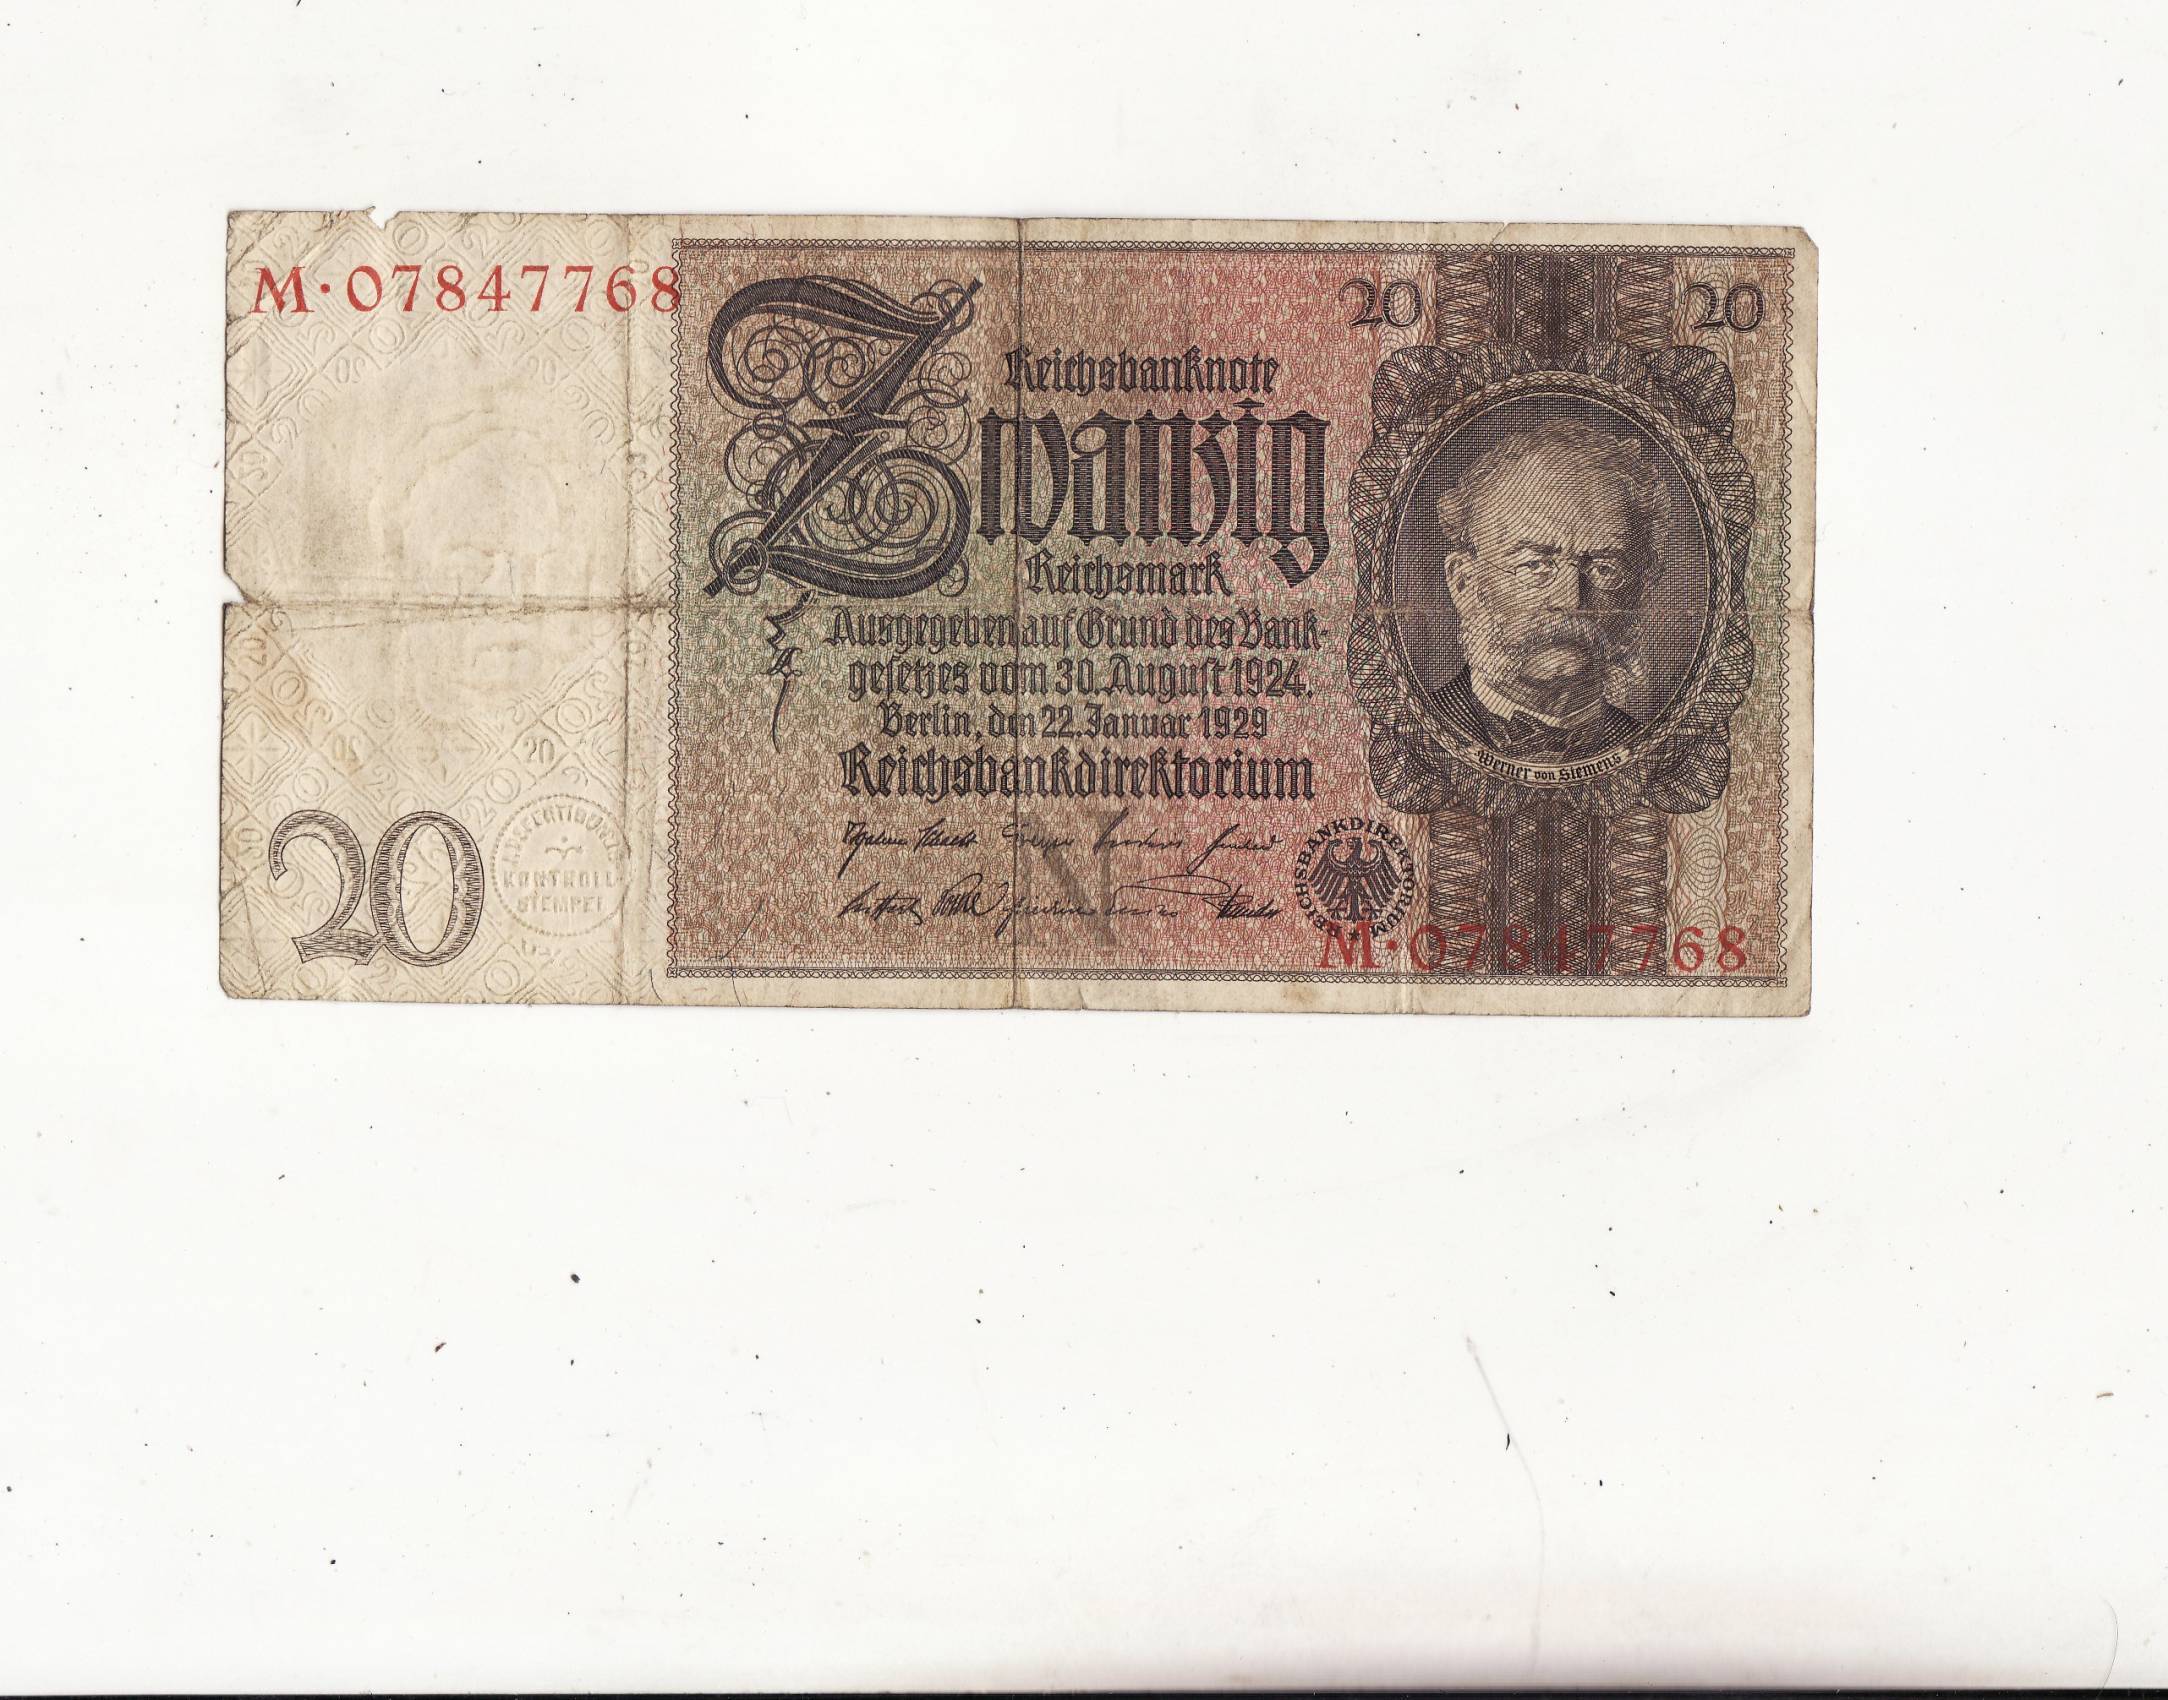 M·07847768
20 20
Reichsbanknote
Zwanzig
Reichsmark
Ausgegeben auf Grund des Bank-
gesetzes vom 30. August 1924.
Berlin, den 22. Januar 1929
Reichsbankdirektorium
Werner von Siemens
20
KONTROLL-
STEMPEL
N
REICHSBANKDIREKTORIUM
M·07847768